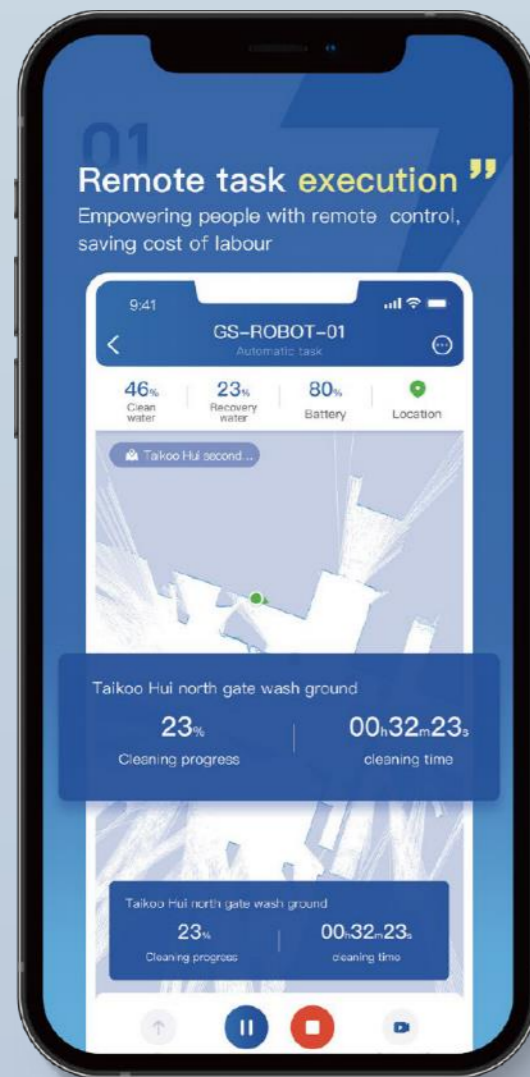 01
Remote task execution ”
Empowering people with remote control,
saving cost of labour
9:41
GS-ROBOT-01
Automatic task
46% 23% 80%
Clean water Recovery water Battery Location
Taikoo Hui second...
Taikoo Hui north gate wash ground
23% 00h32m23s
Cleaning progress cleaning time
Taikoo Hui north gate wash ground
23% 00h32m23s
Cleaning progress cleaning time